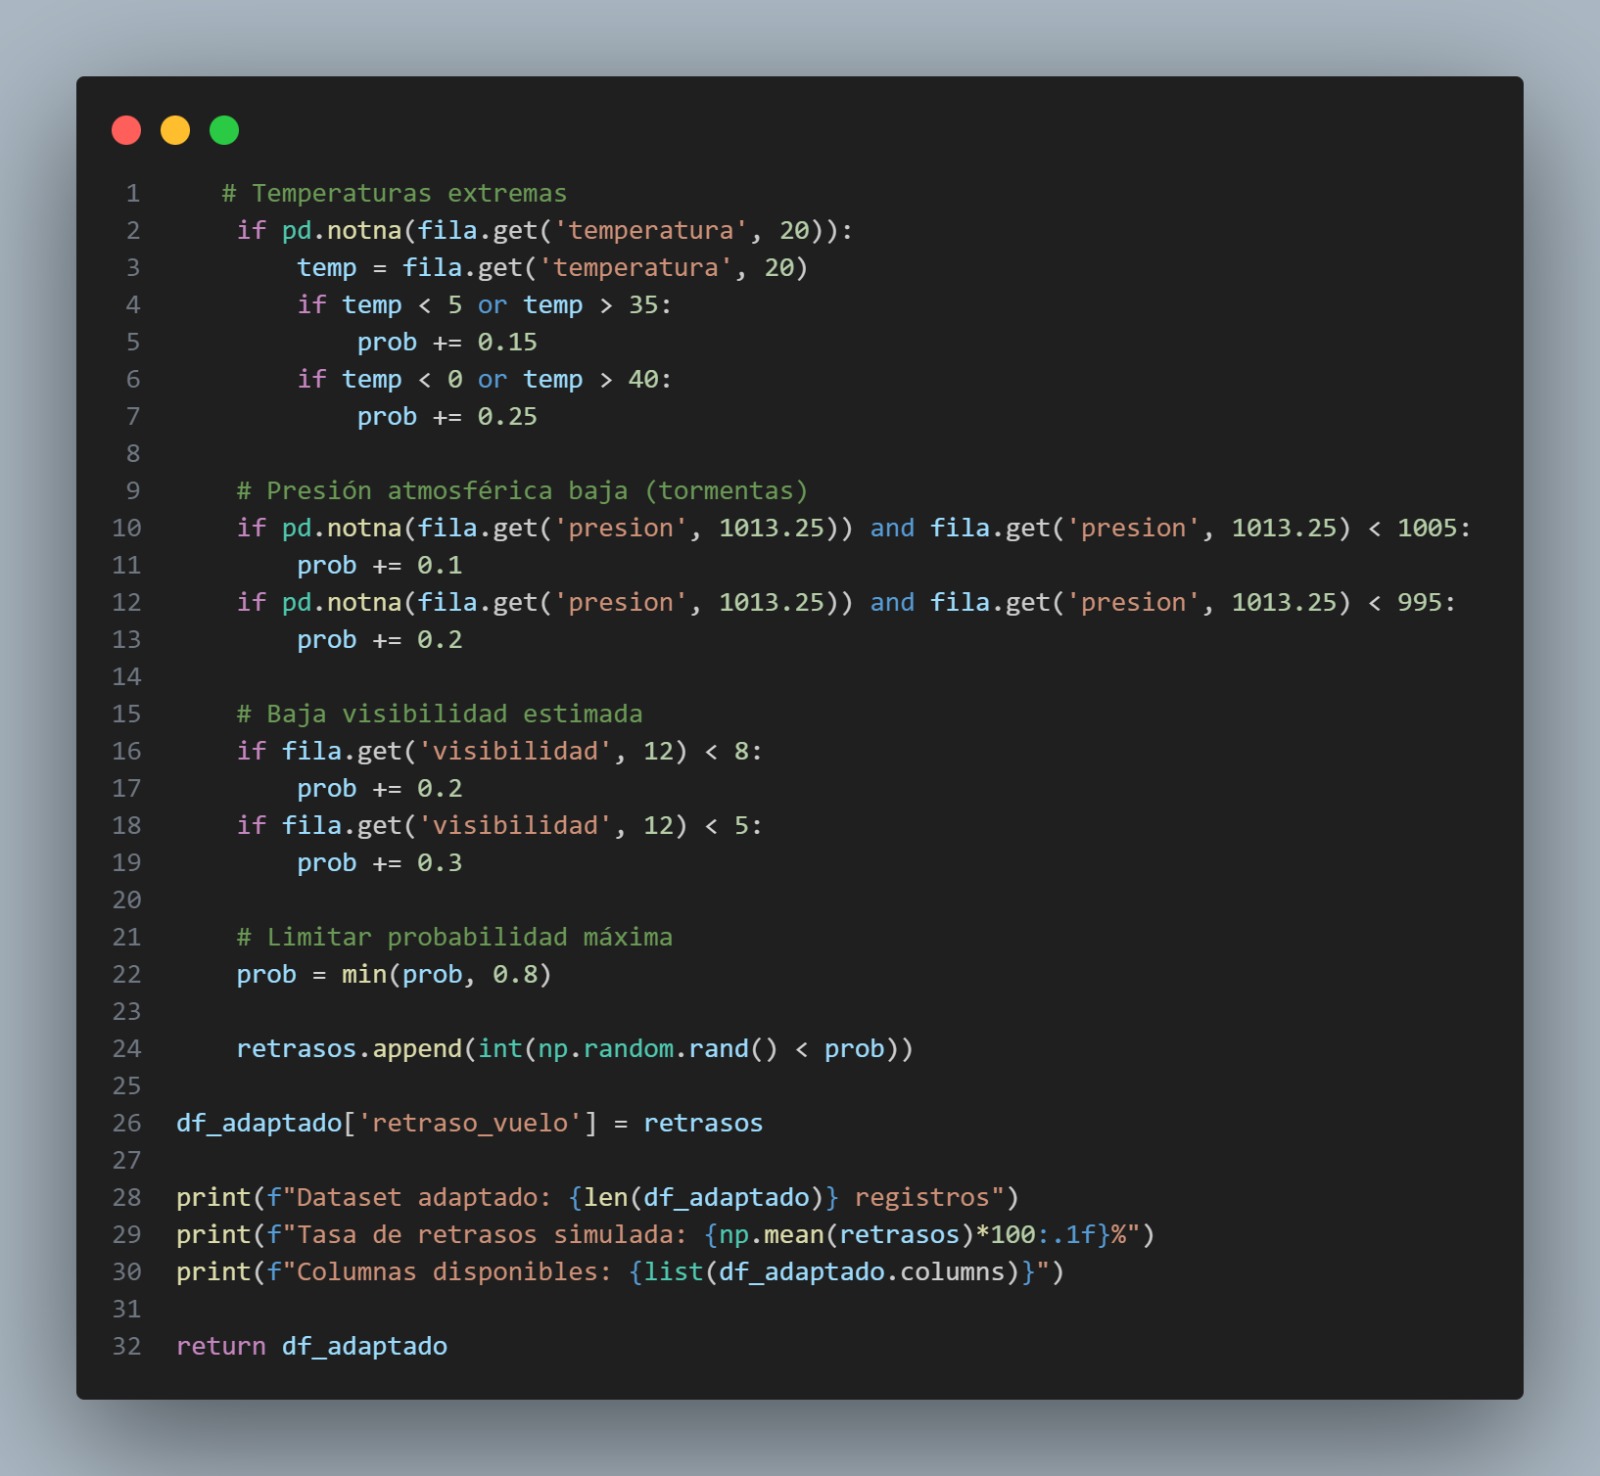 1    # Temperaturas extremas
2     if pd.notna(fila.get('temperatura', 20)):
3         temp = fila.get('temperatura', 20)
4         if temp < 5 or temp > 35:
5             prob += 0.15
6         if temp < 0 or temp > 40:
7             prob += 0.25
8
9     # Presión atmosférica baja (tormentas)
10     if pd.notna(fila.get('presion', 1013.25)) and fila.get('presion', 1013.25) < 1005:
11         prob += 0.1
12     if pd.notna(fila.get('presion', 1013.25)) and fila.get('presion', 1013.25) < 995:
13         prob += 0.2
14
15     # Baja visibilidad estimada
16     if fila.get('visibilidad', 12) < 8:
17         prob += 0.2
18     if fila.get('visibilidad', 12) < 5:
19         prob += 0.3
20
21     # Limitar probabilidad máxima
22     prob = min(prob, 0.8)
23
24     retrasos.append(int(np.random.rand() < prob))
25
26 df_adaptado['retraso_vuelo'] = retrasos
27
28 print(f"Dataset adaptado: {len(df_adaptado)} registros")
29 print(f"Tasa de retrasos simulada: {np.mean(retrasos)*100:.1f}%")
30 print(f"Columnas disponibles: {list(df_adaptado.columns)}")
31
32 return df_adaptado